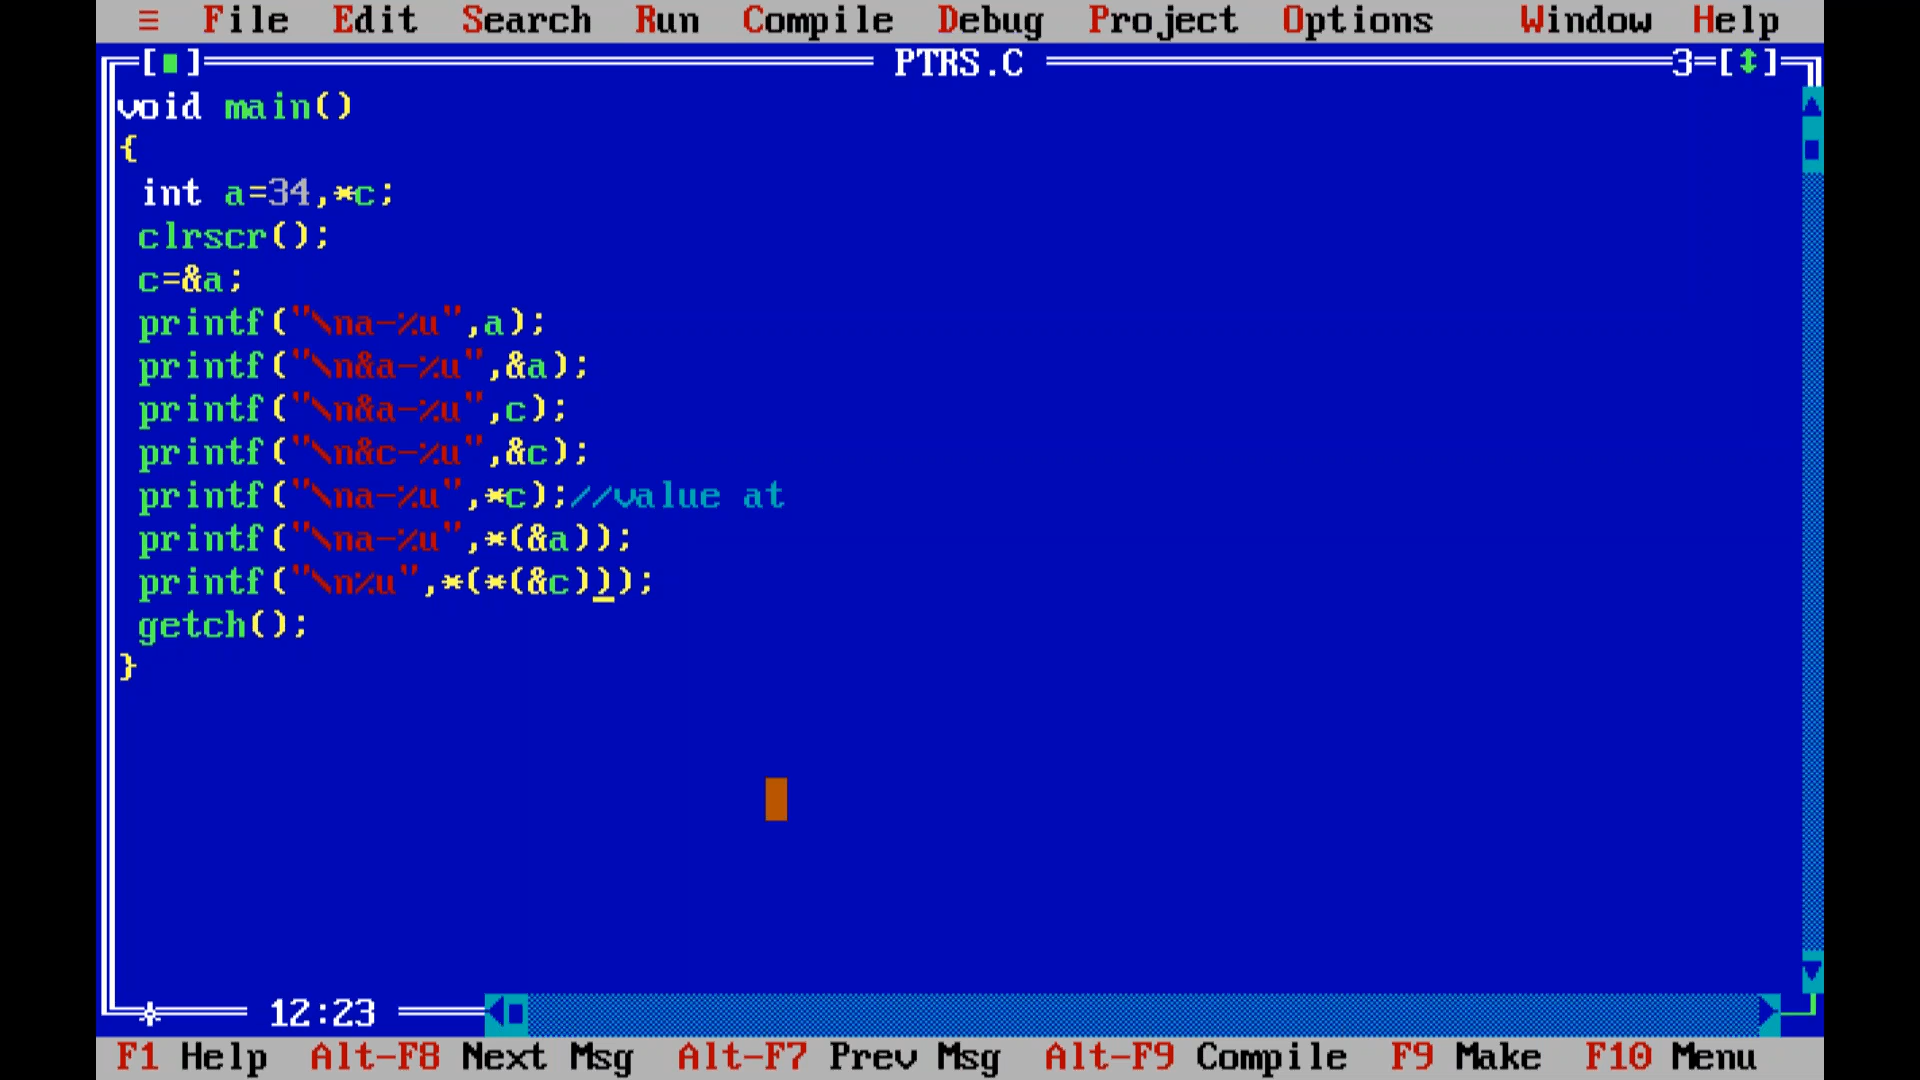 ≡ File Edit Search Run Compile Debug Project Options Window Help
[■] PTRS.C 3=[↕]
void main()
{
int a=34,*c;
clrscr();
c=&a;
printf("\na-%u",a);
printf("\n&a-%u",&a);
printf("\n&a-%u",c);
printf("\n&c-%u",&c);
printf("\na-%u",*c);//value at
printf("\na-%u",*(&a));
printf("\n%u",*(*(&c)));
getch();
}
12:23
F1 Help Alt-F8 Next Msg Alt-F7 Prev Msg Alt-F9 Compile F9 Make F10 Menu